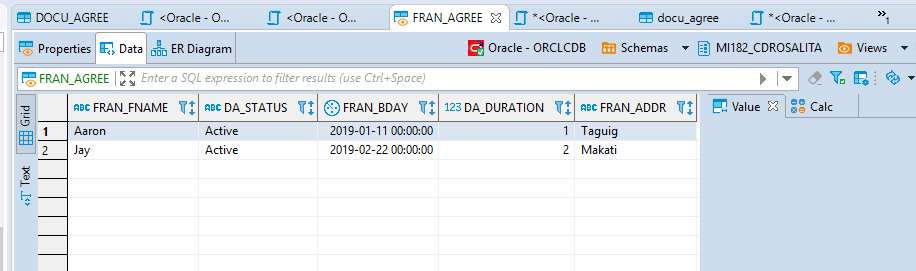 DOCU_AGREE <Oracle - O... <Oracle - O... FRAN_AGREE *<Oracle - ... docu_agree *<Oracle - ... »1
Properties Data ER Diagram Oracle - ORCLCDB Schemas MI182_CDROSALITA Views
FRAN_AGREE Enter a SQL expression to filter results (use Ctrl+Space)
Grid
Text
ABC FRAN_FNAME ABC DA_STATUS FRAN_BDAY 123 DA_DURATION ABC FRAN_ADDR
1 Aaron Active 2019-01-11 00:00:00 1 Taguig
2 Jay Active 2019-02-22 00:00:00 2 Makati
Value Calc